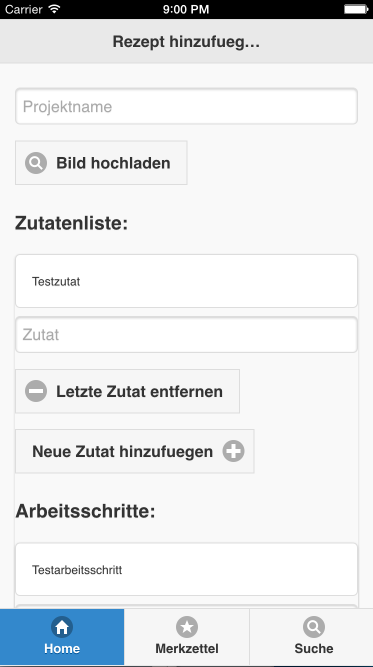 Carrier 9:00 PM
Rezept hinzufueg...
Projektname
Bild hochladen
Zutatenliste:
Testzutat
Zutat
Letzte Zutat entfernen
Neue Zutat hinzufuegen
Arbeitsschritte:
Testarbeitsschritt
Home Merkzettel Suche